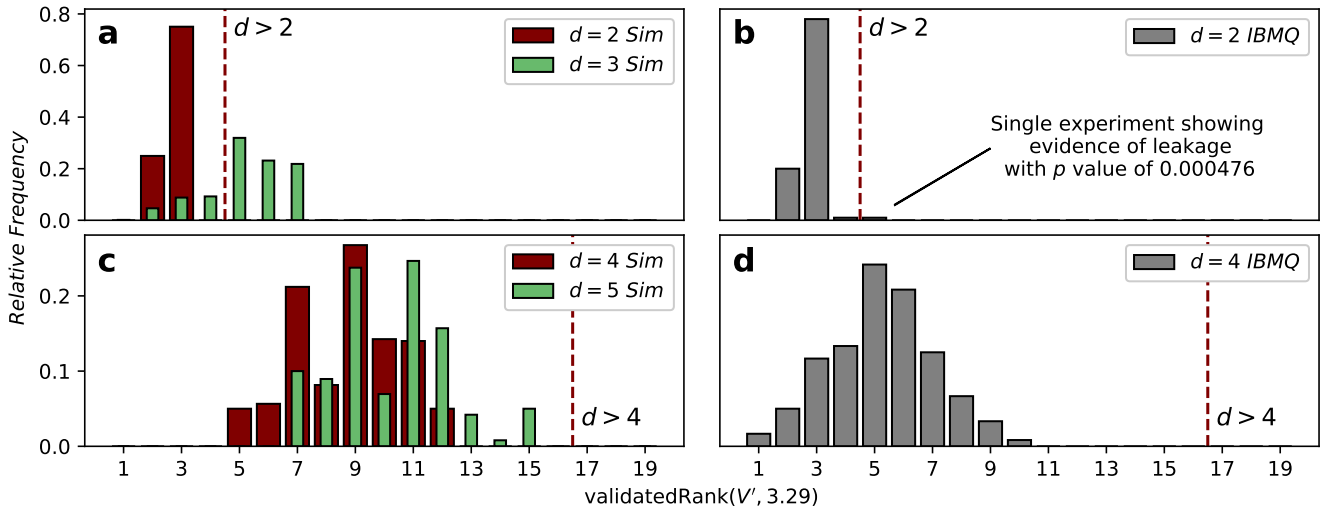 a
d > 2
d = 2 Sim
d = 3 Sim
0.8
0.6
0.4
0.2
0.0
b
d > 2
d = 2 IBMQ
Single experiment showing
evidence of leakage
with p value of 0.000476
Relative Frequency
c
d = 4 Sim
d = 5 Sim
d > 4
0.2
0.1
0.0
1 3 5 7 9 11 13 15 17 19
d
d = 4 IBMQ
d > 4
1 3 5 7 9 11 13 15 17 19
validatedRank(V′, 3.29)